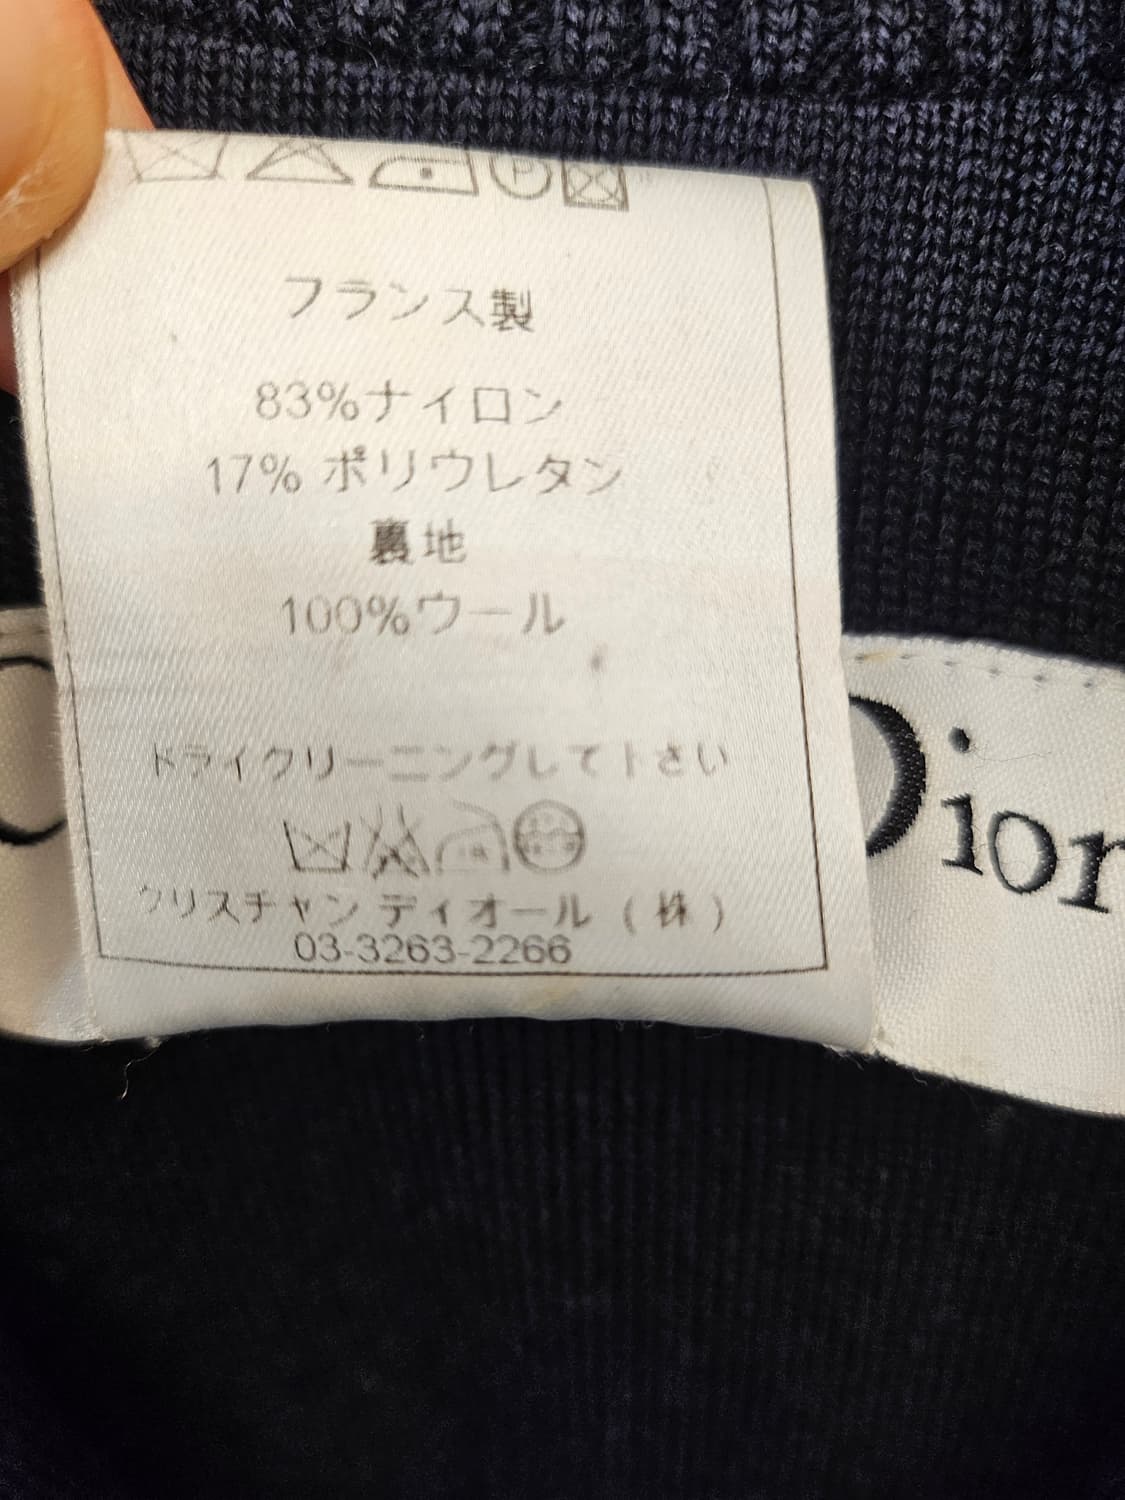 フランス製
83%ナイロン
17% ポリウレタン
裏地
100%ウール
ドライクリーニングして下さい
クリスチャン ディオール (株)
03-3263-2266
Dior